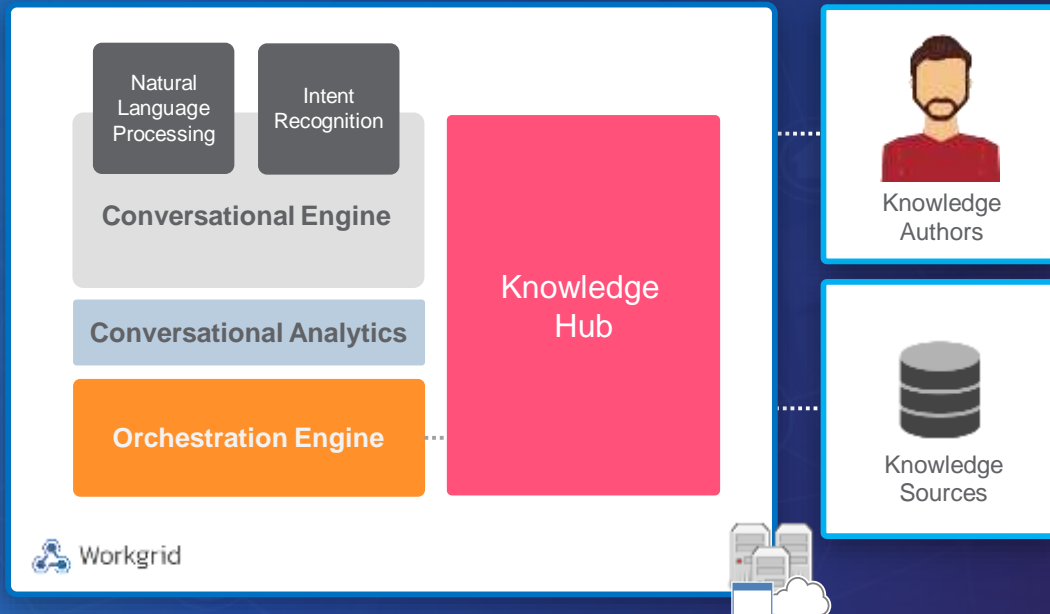 Natural
Language
Processing
Intent
Recognition
Conversational Engine
Conversational Analytics
Orchestration Engine
Knowledge
Hub
Workgrid
Knowledge
Authors
Knowledge
Sources